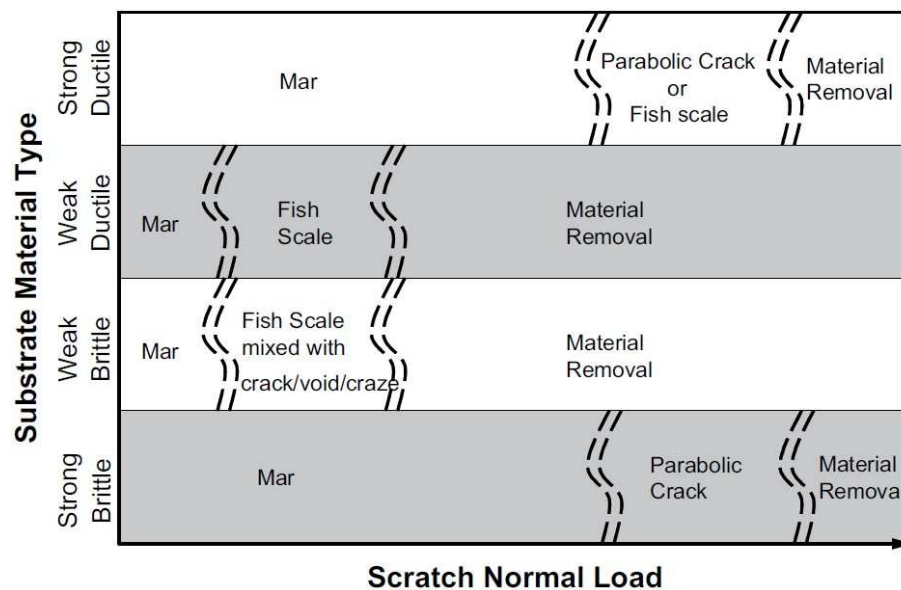 Substrate Material Type
Strong
Ductile
Mar
Parabolic Crack
or
Fish scale
Material
Removal
Weak
Ductile
Mar
Fish
Scale
Material
Removal
Weak
Brittle
Mar
Fish Scale
mixed with
crack/void/craze
Material
Removal
Strong
Brittle
Mar
Parabolic
Crack
Material
Removal
Scratch Normal Load